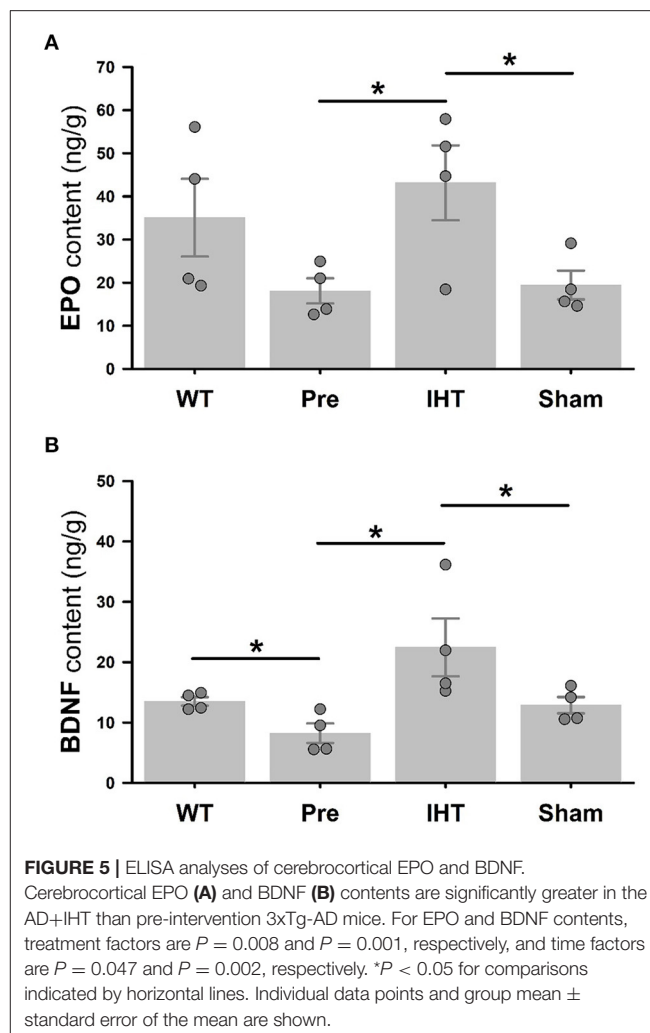 A
70
60
50
40
30
20
10
0
EPO content (ng/g)
*
*
WT Pre IHT Sham
B
50
40
30
20
10
0
BDNF content (ng/g)
*
*
*
WT Pre IHT Sham
FIGURE 5 | ELISA analyses of cerebrocortical EPO and BDNF.
Cerebrocortical EPO (A) and BDNF (B) contents are significantly greater in the
AD+IHT than pre-intervention 3xTg-AD mice. For EPO and BDNF contents,
treatment factors are P = 0.008 and P = 0.001, respectively, and time factors
are P = 0.047 and P = 0.002, respectively. *P < 0.05 for comparisons
indicated by horizontal lines. Individual data points and group mean ±
standard error of the mean are shown.